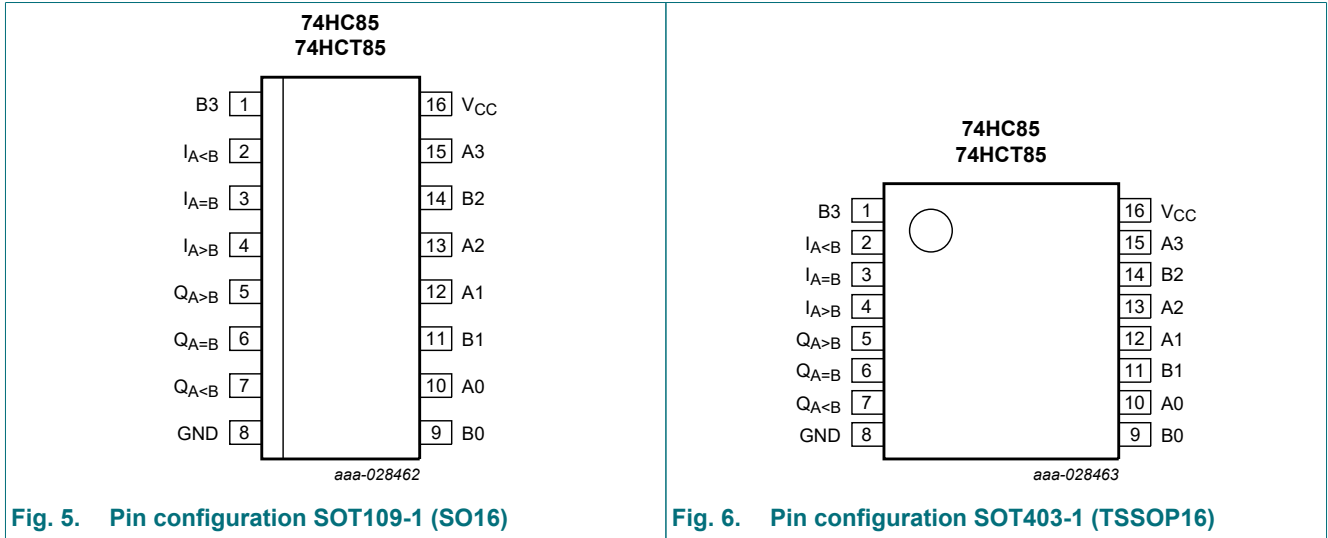 74HC85
74HCT85
B3 1 16 VCC
IA<B 2 15 A3
IA=B 3 14 B2
IA>B 4 13 A2
QA>B 5 12 A1
QA=B 6 11 B1
QA<B 7 10 A0
GND 8 9 B0
aaa-028462
Fig. 5. Pin configuration SOT109-1 (SO16)
74HC85
74HCT85
B3 1 16 VCC
IA<B 2 15 A3
IA=B 3 14 B2
IA>B 4 13 A2
QA>B 5 12 A1
QA=B 6 11 B1
QA<B 7 10 A0
GND 8 9 B0
aaa-028463
Fig. 6. Pin configuration SOT403-1 (TSSOP16)